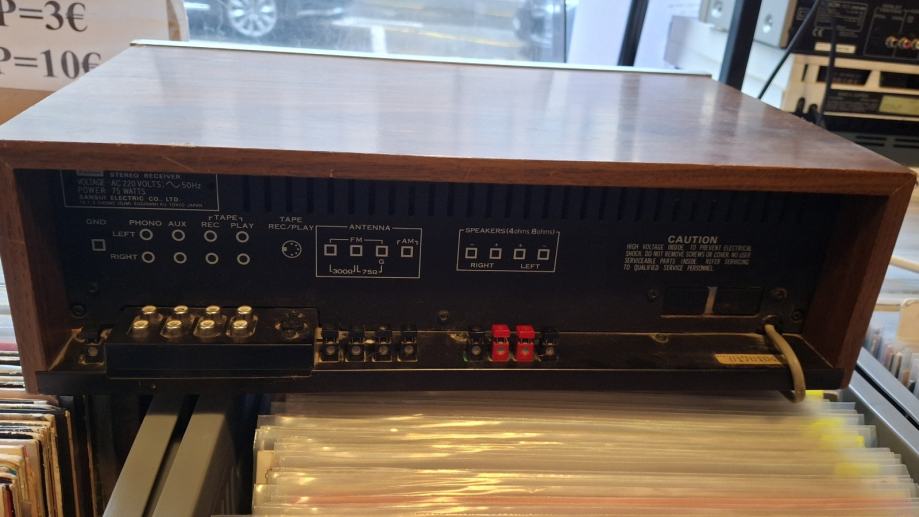 P=3€
P=10€
STEREO RECEIVER
VOLTAGE AC 220 VOLTS 50Hz
POWER 75 WATTS
SANSUI ELECTRIC CO., LTD.
GND
PHONO AUX TAPE REC PLAY
LEFT
RIGHT
TAPE
REC/PLAY
ANTENNA
FM AM
G
300Ω 75Ω
SPEAKERS (4ohms 8ohms)
- + + -
RIGHT LEFT
CAUTION
HIGH VOLTAGE INSIDE TO PREVENT ELECTRICAL
SHOCK, DO NOT REMOVE SCREWS OR COVER. NO USER
SERVICEABLE PARTS INSIDE. REFER SERVICING
TO QUALIFIED SERVICE PERSONNEL.